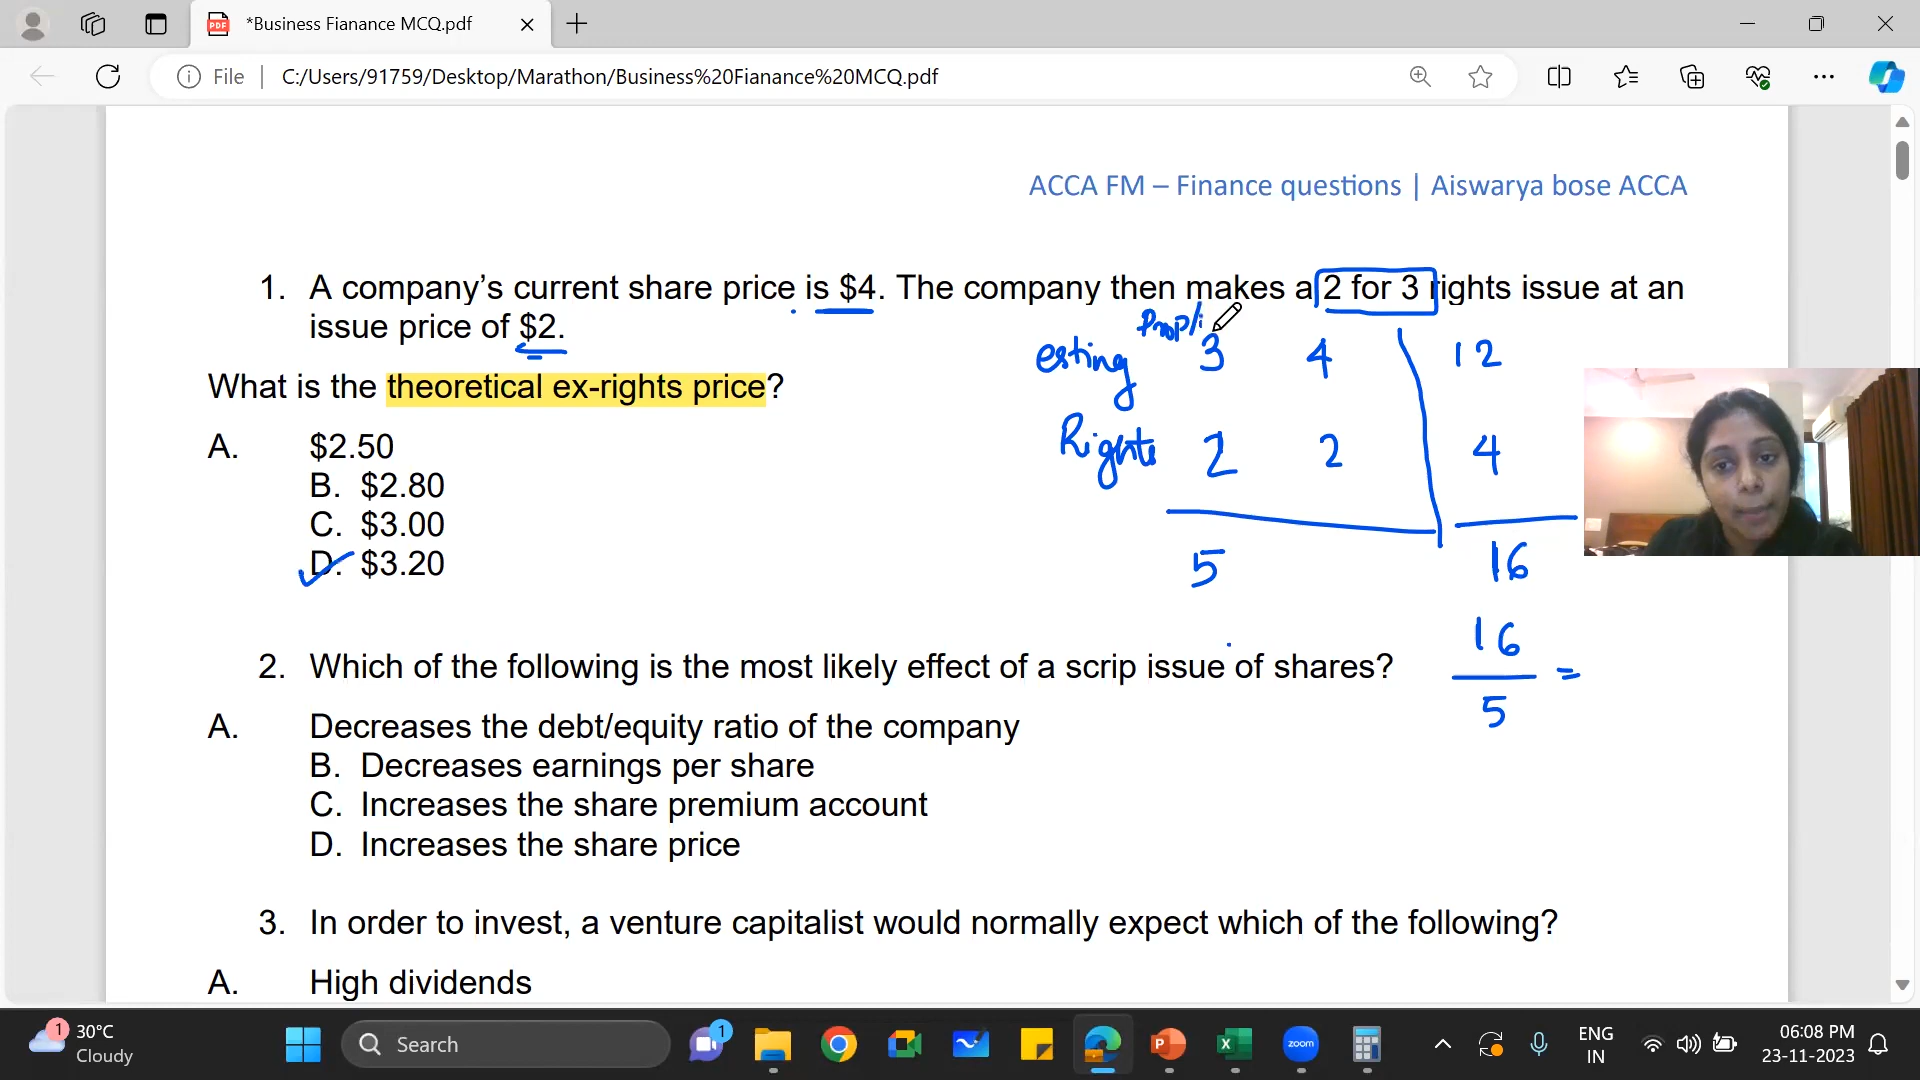 *Business Fianance MCQ.pdf
File
C:/Users/91759/Desktop/Marathon/Business%20Fianance%20MCQ.pdf
ACCA FM – Finance questions | Aiswarya bose ACCA
1. A company's current share price is $4. The company then makes a 2 for 3 rights issue at an
issue price of $2.
What is the theoretical ex-rights price?
A. $2.50
B. $2.80
C. $3.00
D. $3.20
esting 3 4 12
Rights 2 2 4
5 16
16
5 =
2. Which of the following is the most likely effect of a scrip issue of shares?
A. Decreases the debt/equity ratio of the company
B. Decreases earnings per share
C. Increases the share premium account
D. Increases the share price
3. In order to invest, a venture capitalist would normally expect which of the following?
A. High dividends
1
30°C
Cloudy
Search
1
zoom
ENG
IN
06:08 PM
23-11-2023